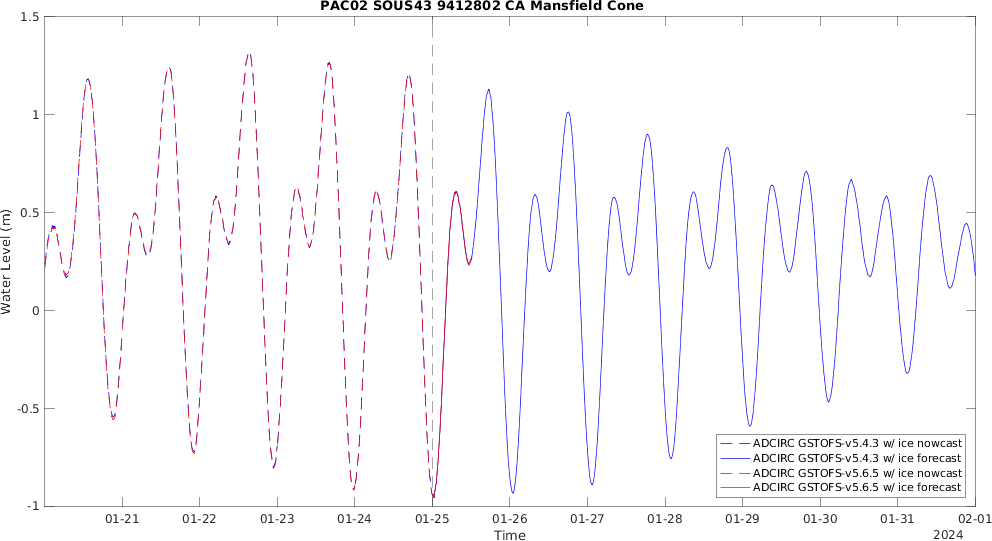 PAC02 SOUS43 9412802 CA Mansfield Cone
Water Level (m)
1.5
1
0.5
0
-0.5
-1
01-21
01-22
01-23
01-24
01-25
01-26
01-27
01-28
01-29
01-30
01-31
02-01
Time
2024
ADCIRC GSTOFS-v5.4.3 w/ ice nowcast
ADCIRC GSTOFS-v5.4.3 w/ ice forecast
ADCIRC GSTOFS-v5.6.5 w/ ice nowcast
ADCIRC GSTOFS-v5.6.5 w/ ice forecast